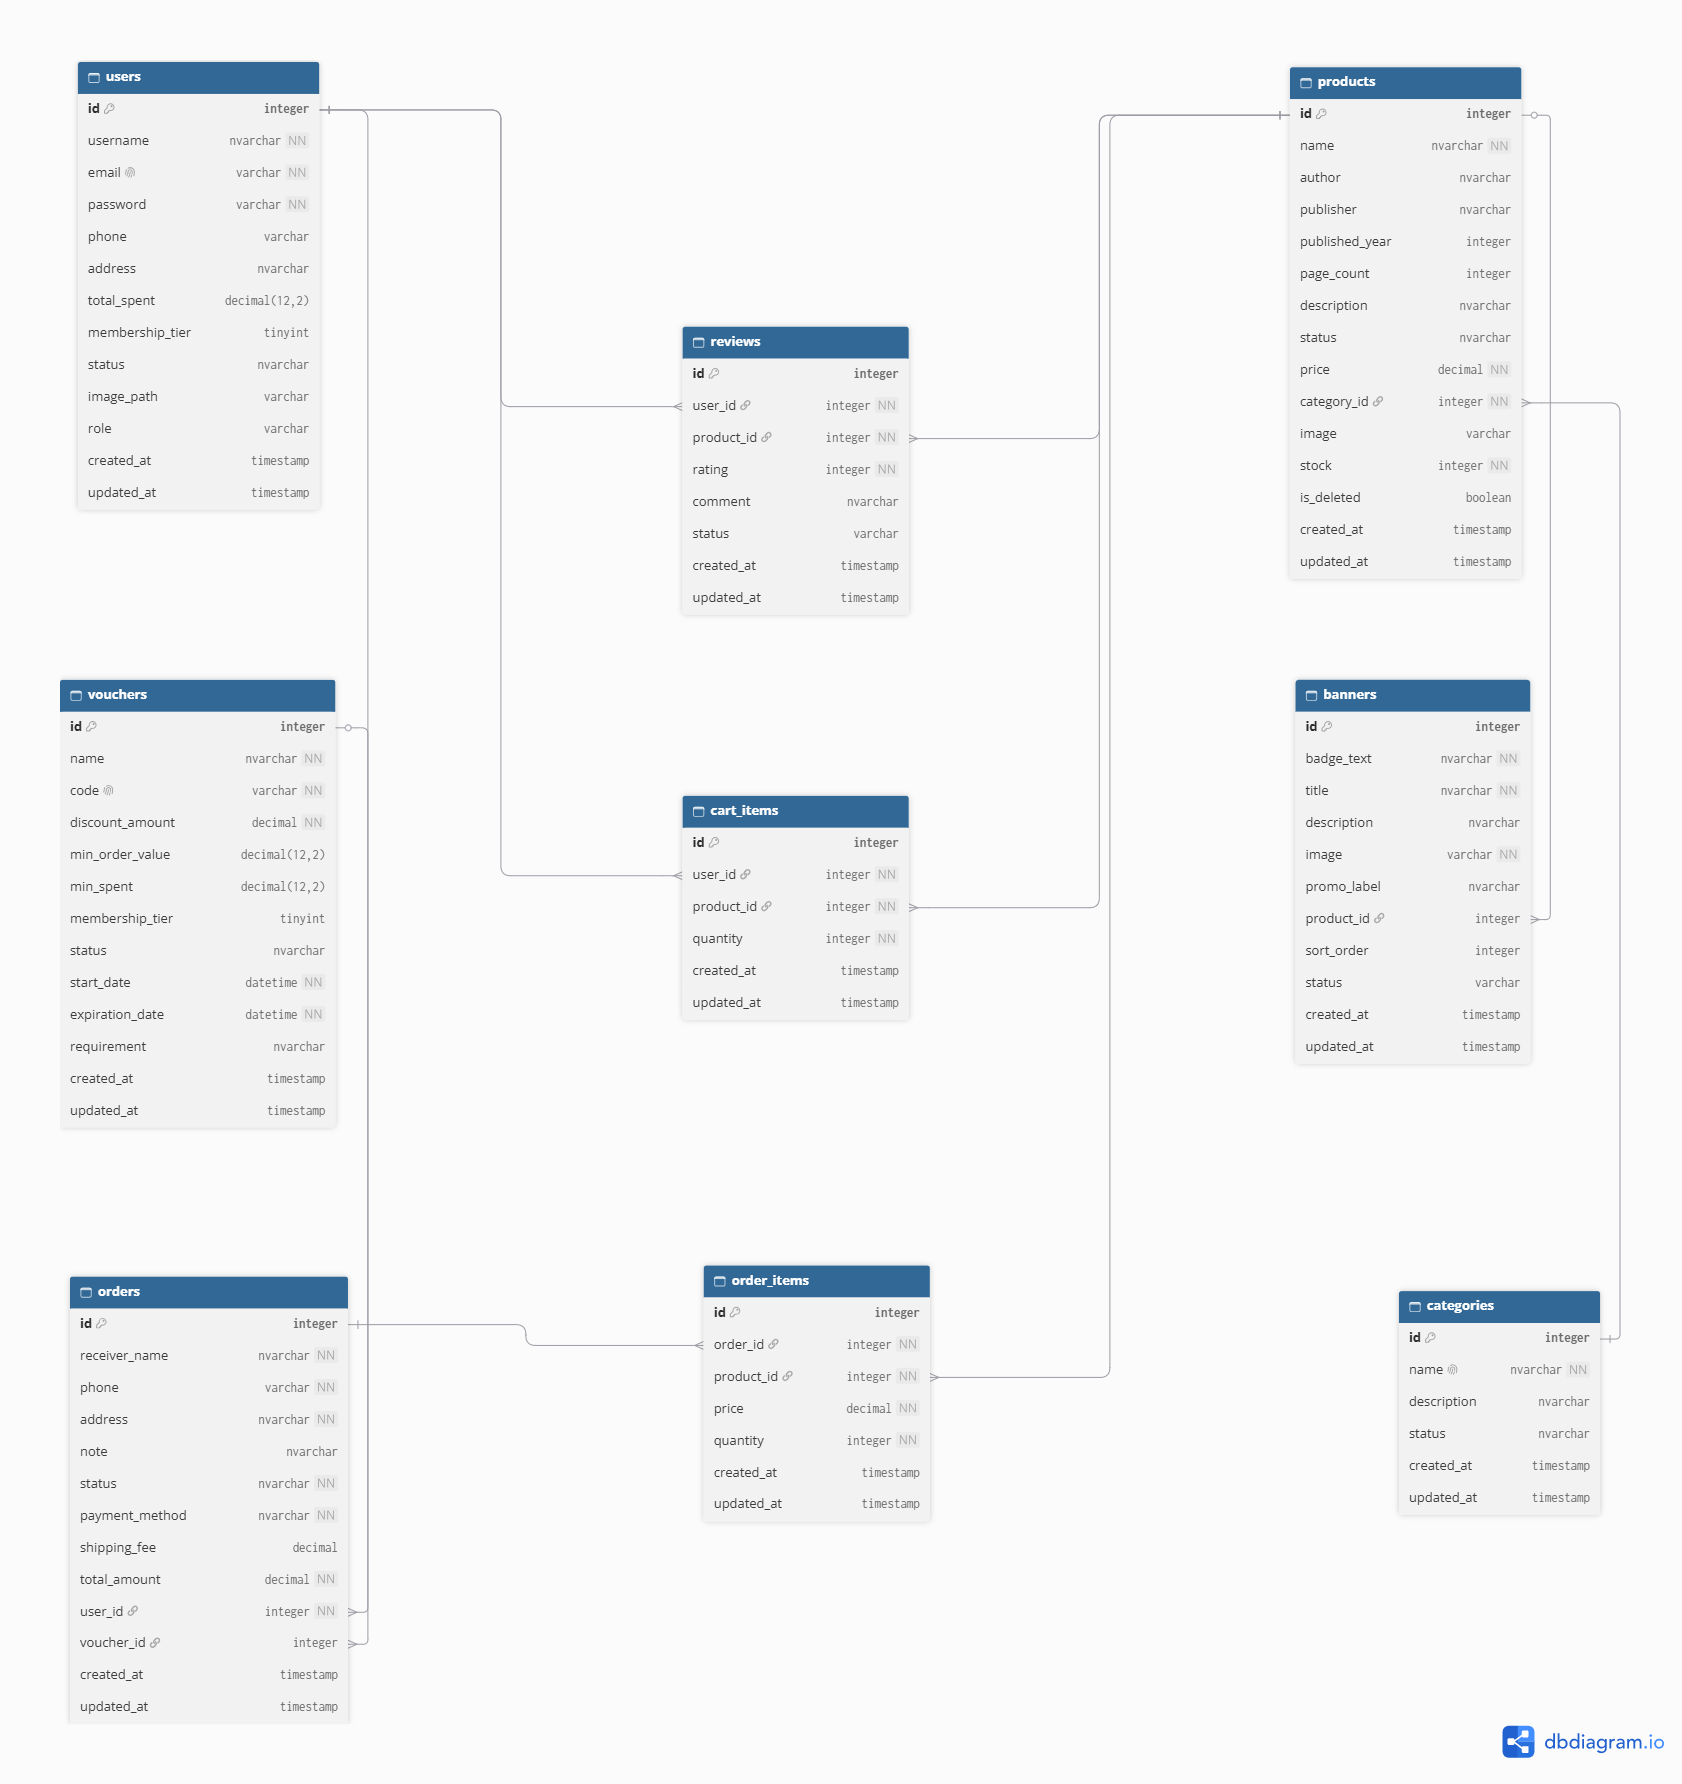 users
id integer
username nvarchar NN
email varchar NN
password varchar NN
phone varchar
address nvarchar
total_spent decimal(12,2)
membership_tier tinyint
status nvarchar
image_path varchar
role varchar
created_at timestamp
updated_at timestamp
products
id integer
name nvarchar NN
author nvarchar
publisher nvarchar
published_year integer
page_count integer
description nvarchar
status nvarchar
price decimal NN
category_id integer NN
image varchar
stock integer NN
is_deleted boolean
created_at timestamp
updated_at timestamp
reviews
id integer
user_id integer NN
product_id integer NN
rating integer NN
comment nvarchar
status varchar
created_at timestamp
updated_at timestamp
vouchers
id integer
name nvarchar NN
code varchar NN
discount_amount decimal NN
min_order_value decimal(12,2)
min_spent decimal(12,2)
membership_tier tinyint
status nvarchar
start_date datetime NN
expiration_date datetime NN
requirement nvarchar
created_at timestamp
updated_at timestamp
banners
id integer
badge_text nvarchar NN
title nvarchar NN
description nvarchar
image varchar NN
promo_label nvarchar
product_id integer
sort_order integer
status varchar
created_at timestamp
updated_at timestamp
cart_items
id integer
user_id integer NN
product_id integer NN
quantity integer NN
created_at timestamp
updated_at timestamp
orders
id integer
receiver_name nvarchar NN
phone varchar NN
address nvarchar NN
note nvarchar
status nvarchar NN
payment_method nvarchar NN
shipping_fee decimal
total_amount decimal NN
user_id integer NN
voucher_id integer
created_at timestamp
updated_at timestamp
order_items
id integer
order_id integer NN
product_id integer NN
price decimal NN
quantity integer NN
created_at timestamp
updated_at timestamp
categories
id integer
name nvarchar NN
description nvarchar
status nvarchar
created_at timestamp
updated_at timestamp
dbdiagram.io